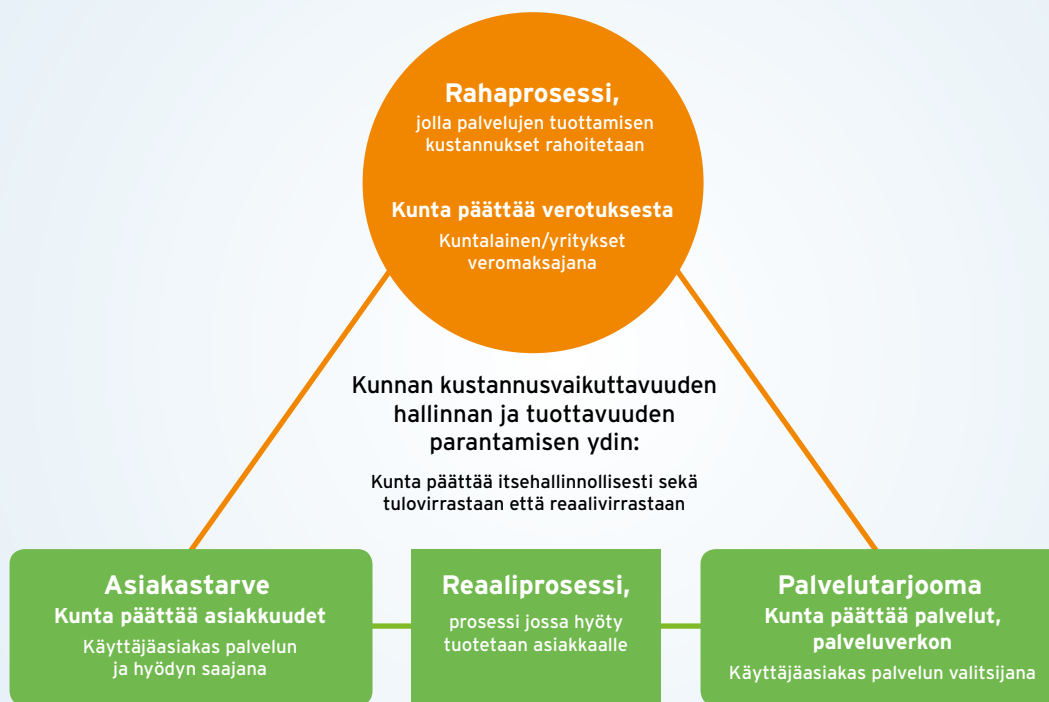 Rahaprosessi,
jolla palvelujen tuottamisen
kustannukset rahoitetaan
Kunta päättää verotuksesta
Kuntalainen/yritykset
veromaksajana
Kunnan kustannusvaikuttavuuden
hallinnan ja tuottavuuden
parantamisen ydin:
Kunta päättää itsehallinnollisesti sekä
tulovirrastaan että reaalivirrastaan
Asiakastarve
Kunta päättää asiakkuudet
Käyttäjäasiakas palvelun
ja hyödyn saajana
Reaaliprosessi,
prosessi jossa hyöty
tuotetaan asiakkaalle
Palvelutarjooma
Kunta päättää palvelut,
palveluverkon
Käyttäjäasiakas palvelun valitsijana